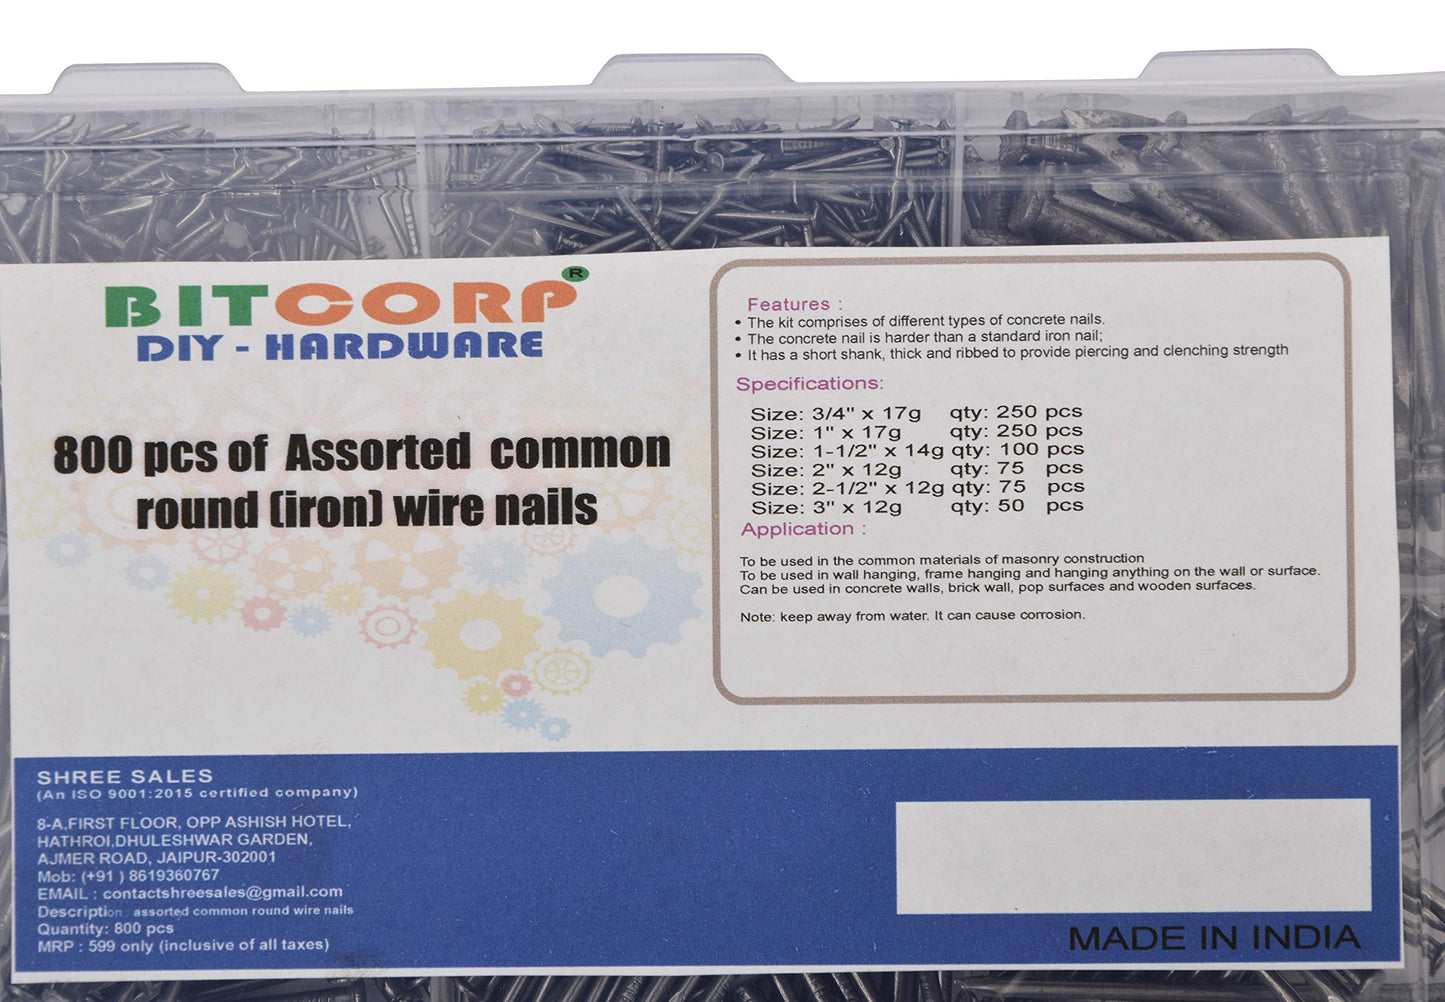 BITCORP®
DIY - HARDWARE
800 pcs of Assorted common
round (iron) wire nails
Features :
• The kit comprises of different types of concrete nails.
• The concrete nail is harder than a standard iron nail;
• It has a short shank, thick and ribbed to provide piercing and clenching strength
Specifications:
Size: 3/4" x 17g qty: 250 pcs
Size: 1" x 17g qty: 250 pcs
Size: 1-1/2" x 14g qty: 100 pcs
Size: 2" x 12g qty: 75 pcs
Size: 2-1/2" x 12g qty: 75 pcs
Size: 3" x 12g qty: 50 pcs
Application :
To be used in the common materials of masonry construction
To be used in wall hanging, frame hanging and hanging anything on the wall or surface.
Can be used in concrete walls, brick wall, pop surfaces and wooden surfaces.
Note: keep away from water. It can cause corrosion.
SHREE SALES
(An ISO 9001:2015 certified company)
8-A,FIRST FLOOR, OPP ASHISH HOTEL,
HATHROI,DHULESHWAR GARDEN,
AJMER ROAD, JAIPUR-302001
Mob: (+91 ) 8619360767
EMAIL : contactshreesales@gmail.com
Description : assorted common round wire nails
Quantity: 800 pcs
MRP : 599 only (inclusive of all taxes)
MADE IN INDIA